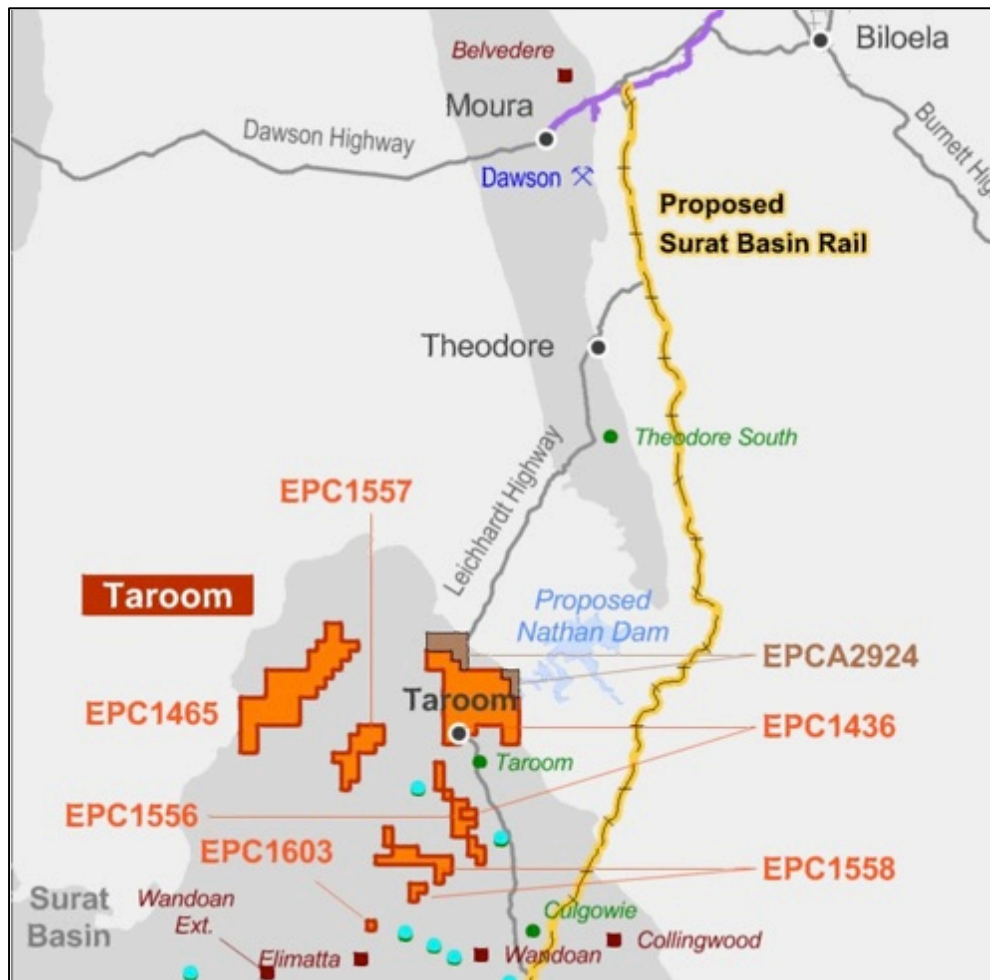 Biloela
Belvedere
Moura
Dawson Highway
Dawson
Burnett Hig
Proposed
Surat Basin Rail
Theodore
Theodore South
Leichhardt Highway
EPC1557
Taroom
Proposed
Nathan Dam
EPCA2924
EPC1465
Taroom
EPC1436
Taroom
EPC1556
EPC1603
EPC1558
Surat
Basin
Wandoan
Ext.
Elimatta
Wandoan
Culgowie
Collingwood